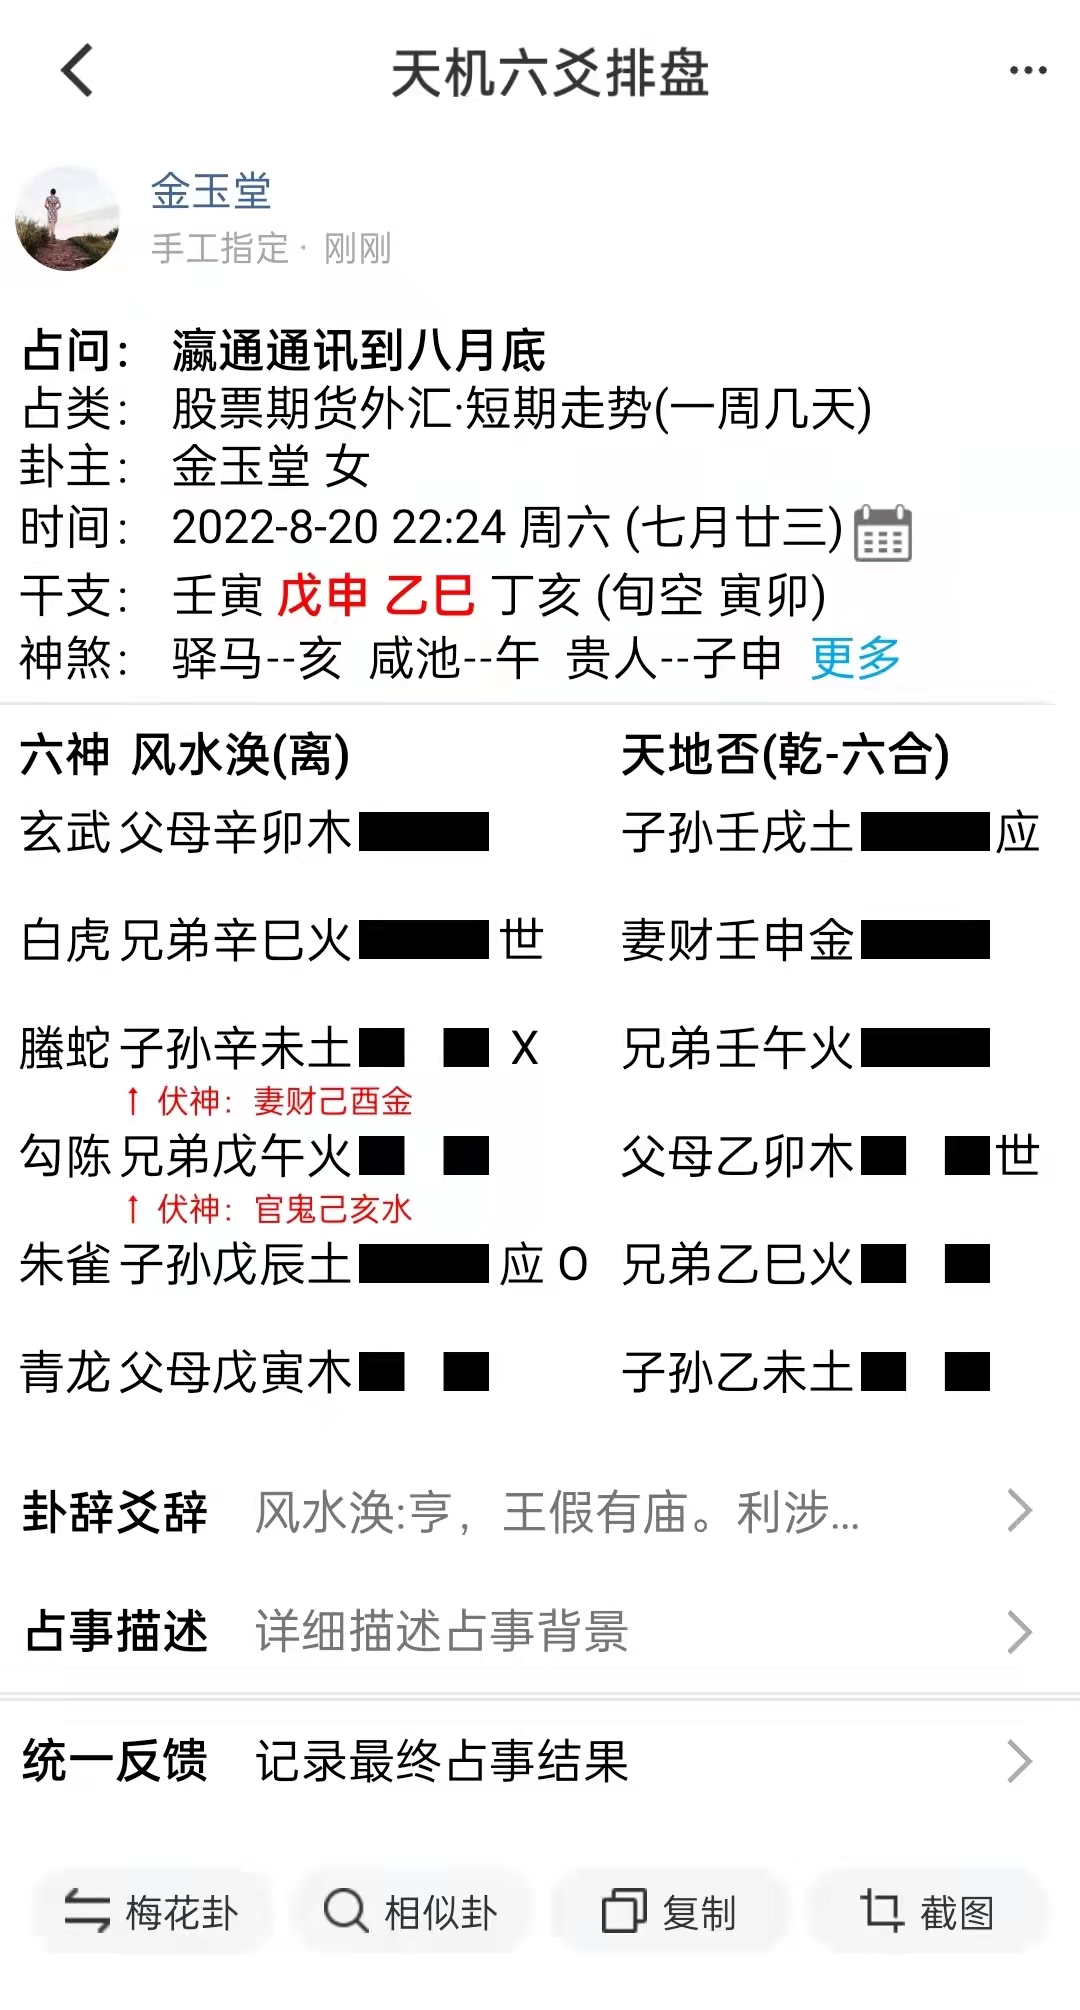 天机六爻排盘
金玉堂
手工指定 · 刚刚
占问： 瀛通通讯到八月底
占类： 股票期货外汇·短期走势(一周几天)
卦主： 金玉堂 女
时间： 2022-8-20 22:24 周六 (七月廿三)
干支： 壬寅 戊申 乙巳 丁亥 (旬空 寅卯)
神煞： 驿马--亥 咸池--午 贵人--子申 更多
六神 风水涣(离) 天地否(乾-六合)
玄武 父母辛卯木 子孙壬戌土 应
白虎 兄弟辛巳火 世 妻财壬申金
螣蛇 子孙辛未土 X 兄弟壬午火
↑ 伏神：妻财己酉金
勾陈 兄弟戊午火 父母乙卯木 世
↑ 伏神：官鬼己亥水
朱雀 子孙戊辰土 应 O 兄弟乙巳火
青龙 父母戊寅木 子孙乙未土
卦辞爻辞 风水涣:亨，王假有庙。利涉...
占事描述 详细描述占事背景
统一反馈 记录最终占事结果
梅花卦 相似卦 复制 截图